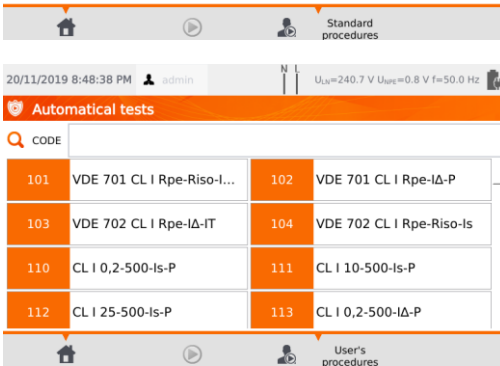 Standard
procedures
20/11/2019 8:48:38 PM admin N L U_LN=240.7 V U_NPE=0.8 V f=50.0 Hz
Automatical tests
CODE
101 VDE 701 CL I Rpe-Riso-I... 102 VDE 701 CL I Rpe-IΔ-P
103 VDE 702 CL I Rpe-IΔ-IT 104 VDE 702 CL I Rpe-Riso-Is
110 CL I 0,2-500-Is-P 111 CL I 10-500-Is-P
112 CL I 25-500-Is-P 113 CL I 0,2-500-IΔ-P
User's
procedures